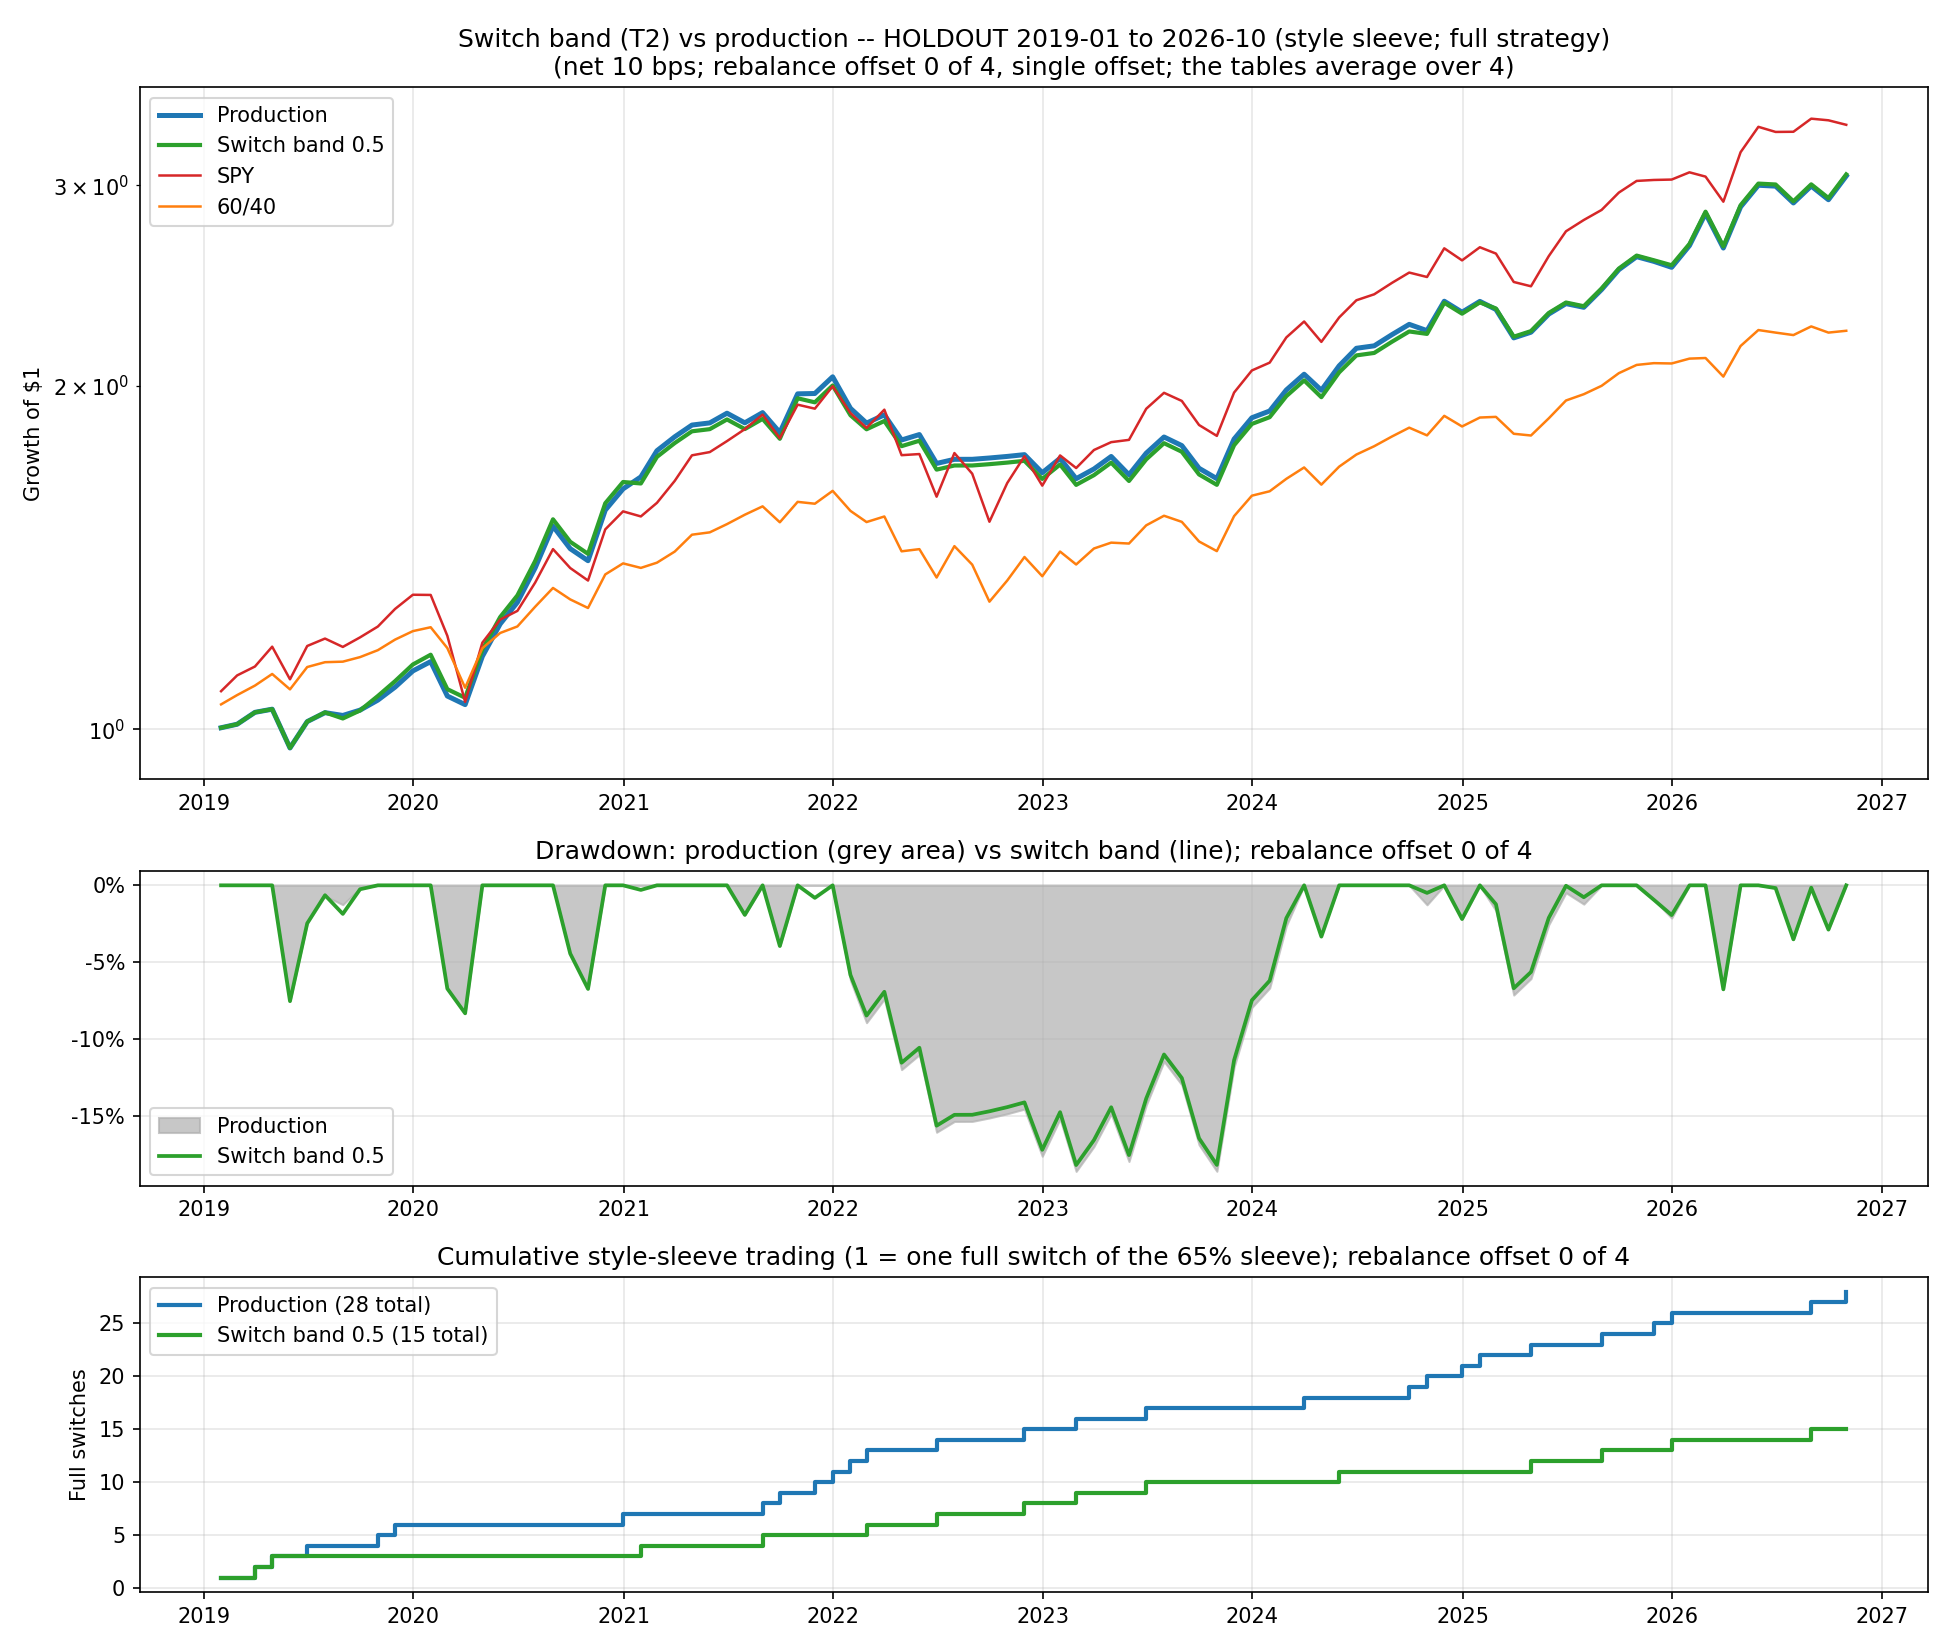 Switch band (T2) vs production -- HOLDOUT 2019-01 to 2026-10 (style sleeve; full strategy)
(net 10 bps; rebalance offset 0 of 4, single offset; the tables average over 4)
Production
Switch band 0.5
SPY
60/40
Growth of $1
3 × 10⁰
2 × 10⁰
10⁰
2019 2020 2021 2022 2023 2024 2025 2026 2027
Drawdown: production (grey area) vs switch band (line); rebalance offset 0 of 4
0%
-5%
-10%
-15%
Production
Switch band 0.5
2019 2020 2021 2022 2023 2024 2025 2026 2027
Cumulative style-sleeve trading (1 = one full switch of the 65% sleeve); rebalance offset 0 of 4
Production (28 total)
Switch band 0.5 (15 total)
Full switches
25
20
15
10
5
0
2019 2020 2021 2022 2023 2024 2025 2026 2027